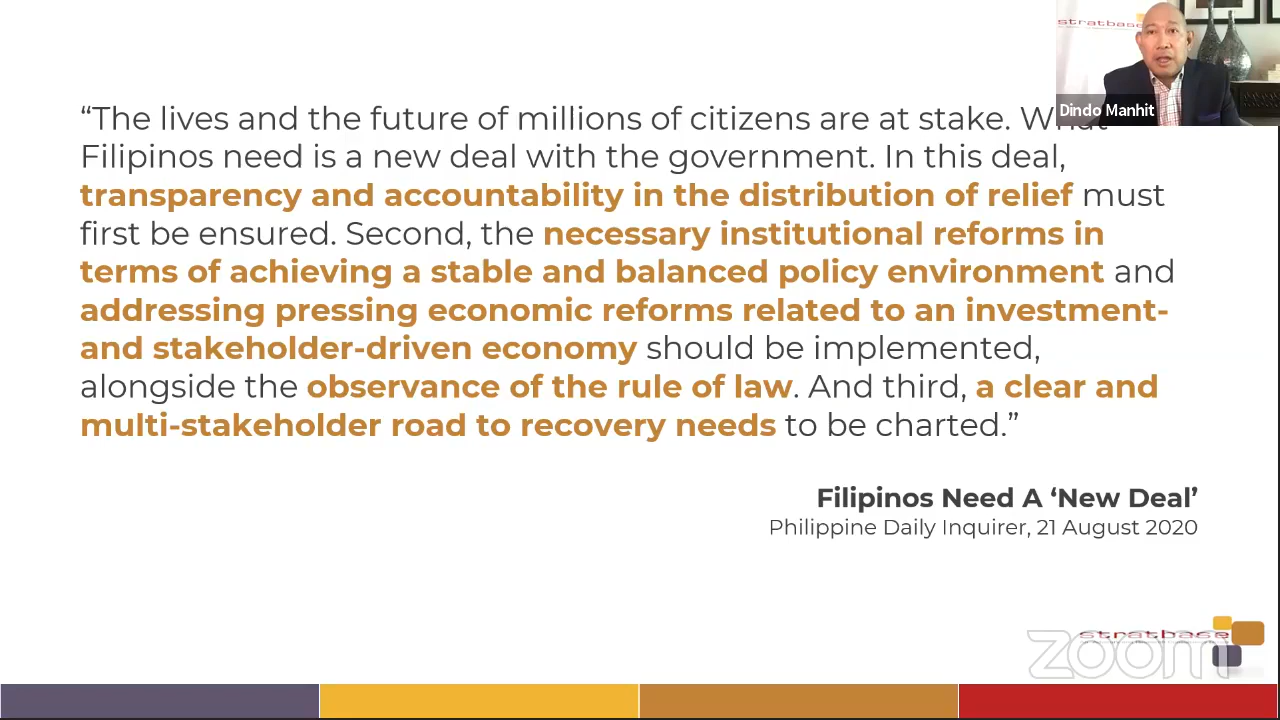 stratbase
Dindo Manhit
“The lives and the future of millions of citizens are at stake. What
Filipinos need is a new deal with the government. In this deal,
transparency and accountability in the distribution of relief must
first be ensured. Second, the necessary institutional reforms in
terms of achieving a stable and balanced policy environment and
addressing pressing economic reforms related to an investment-
and stakeholder-driven economy should be implemented,
alongside the observance of the rule of law. And third, a clear and
multi-stakeholder road to recovery needs to be charted.”
Filipinos Need A ‘New Deal’
Philippine Daily Inquirer, 21 August 2020
stratbase
zoom